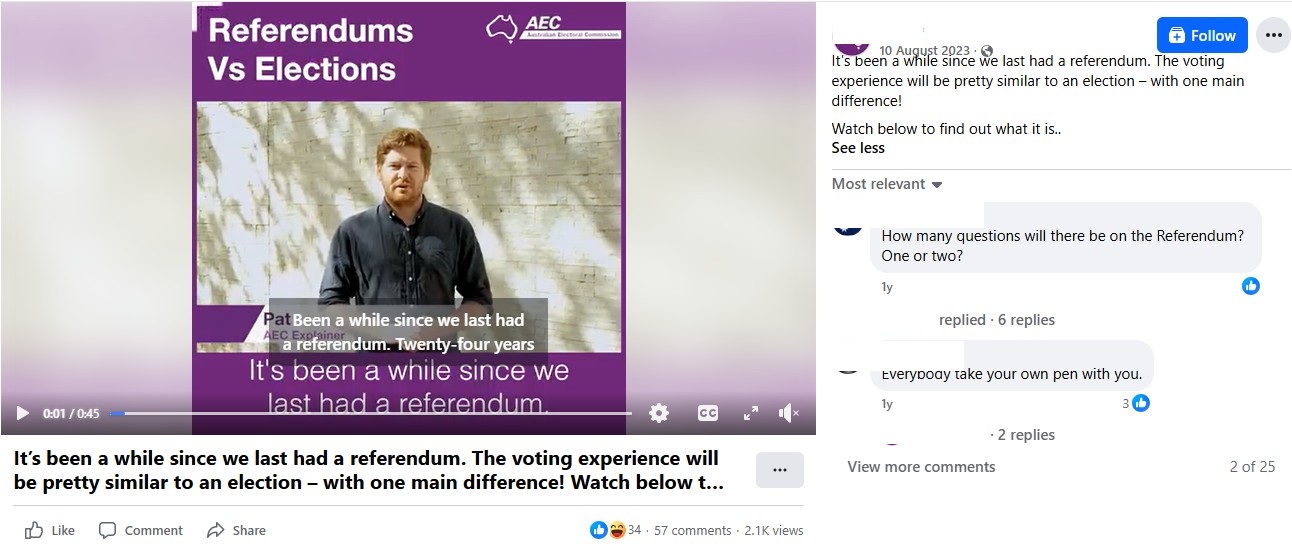 Referendums
Vs Elections
AEC
Australian Electoral Commission
Pat
AEC Explainer
Been a while since we last had
a referendum. Twenty-four years
It's been a while since we
last had a referendum.
0:01 / 0:45
CC
It's been a while since we last had a referendum. The voting experience will
be pretty similar to an election – with one main difference! Watch below t...
Like
Comment
Share
34 · 57 comments · 2.1K views
Follow
10 August 2023 ·
It's been a while since we last had a referendum. The voting
experience will be pretty similar to an election – with one main
difference!
Watch below to find out what it is..
See less
Most relevant
How many questions will there be on the Referendum?
One or two?
1y
replied · 6 replies
Everybody take your own pen with you.
1y
3
· 2 replies
View more comments
2 of 25